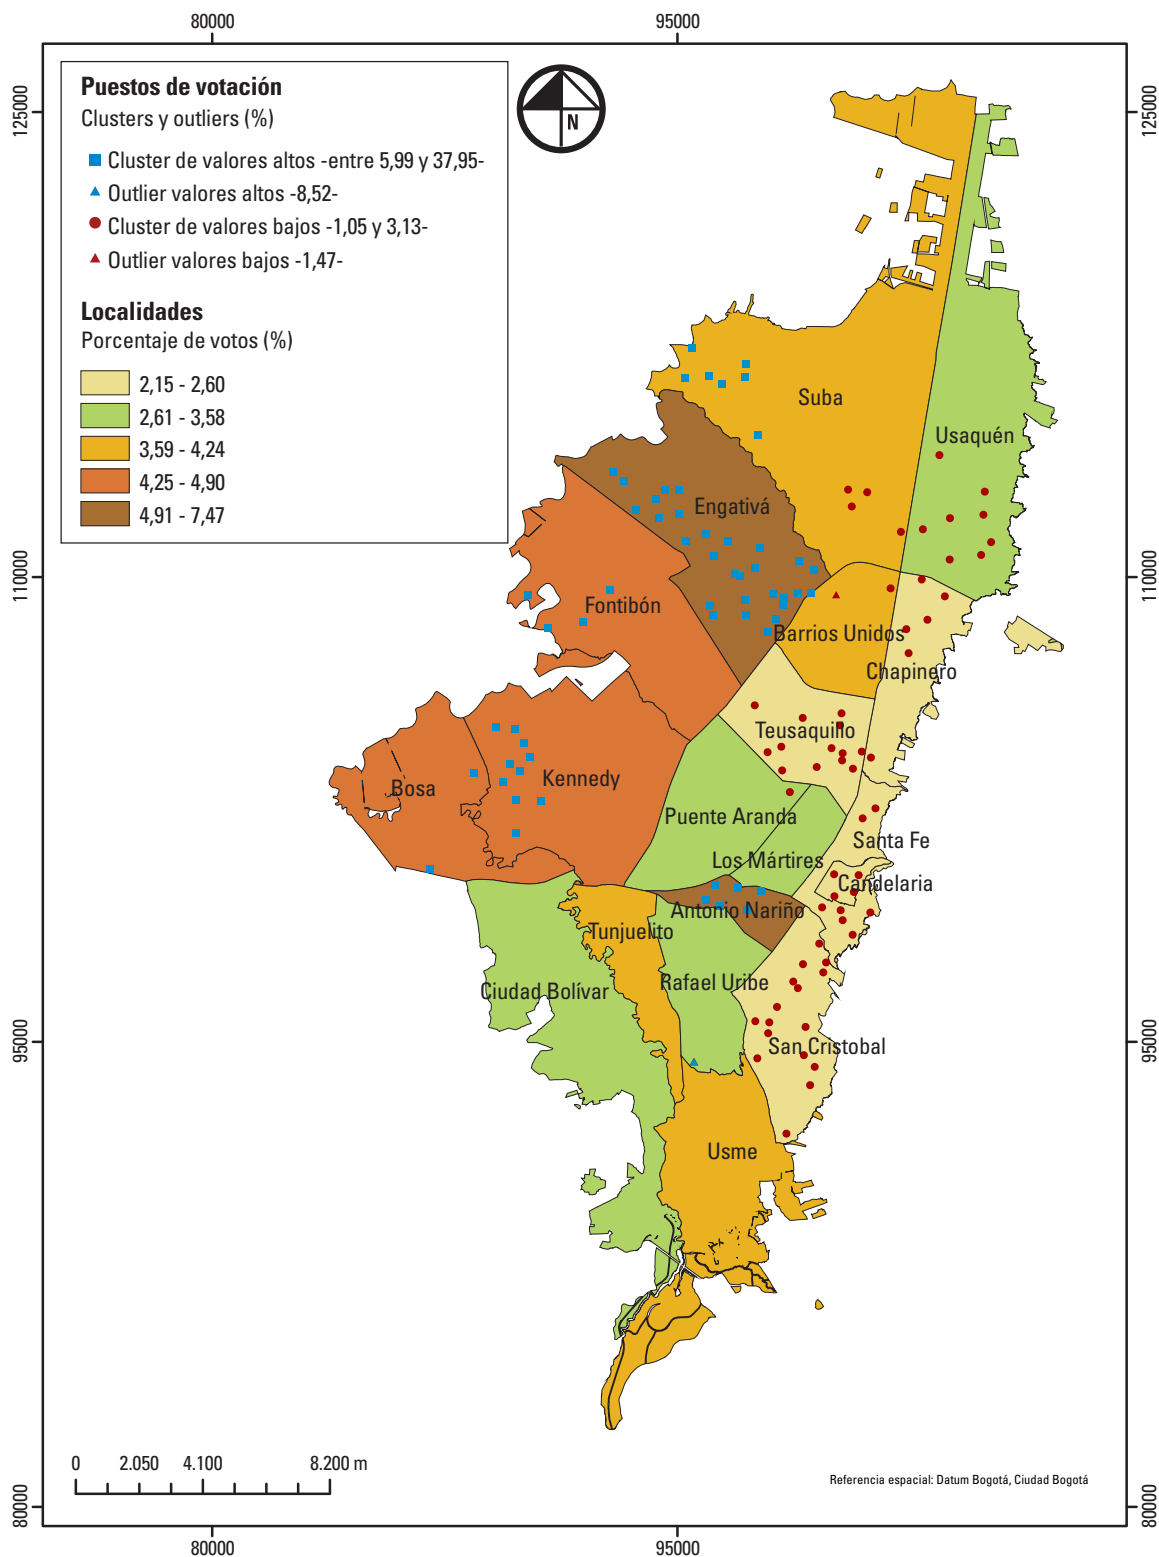 80000
95000
125000
125000
Puestos de votación
Clusters y outliers (%)
Cluster de valores altos -entre 5,99 y 37,95-
Outlier valores altos -8,52-
Cluster de valores bajos -1,05 y 3,13-
Outlier valores bajos -1,47-
Localidades
Porcentaje de votos (%)
2,15 - 2,60
2,61 - 3,58
3,59 - 4,24
4,25 - 4,90
4,91 - 7,47
N
Suba
Usaquén
Engativá
110000
110000
Fontibón
Barrios Unidos
Chapinero
Teusaquillo
Kennedy
Bosa
Puente Aranda
Santa Fe
Los Mártires
Candelaria
Antonio Nariño
Tunjuelito
Rafael Uribe
Ciudad Bolívar
95000
95000
San Cristobal
Usme
0 2.050 4.100 8.200 m
Referencia espacial: Datum Bogotá, Ciudad Bogotá
80000
80000
80000
95000